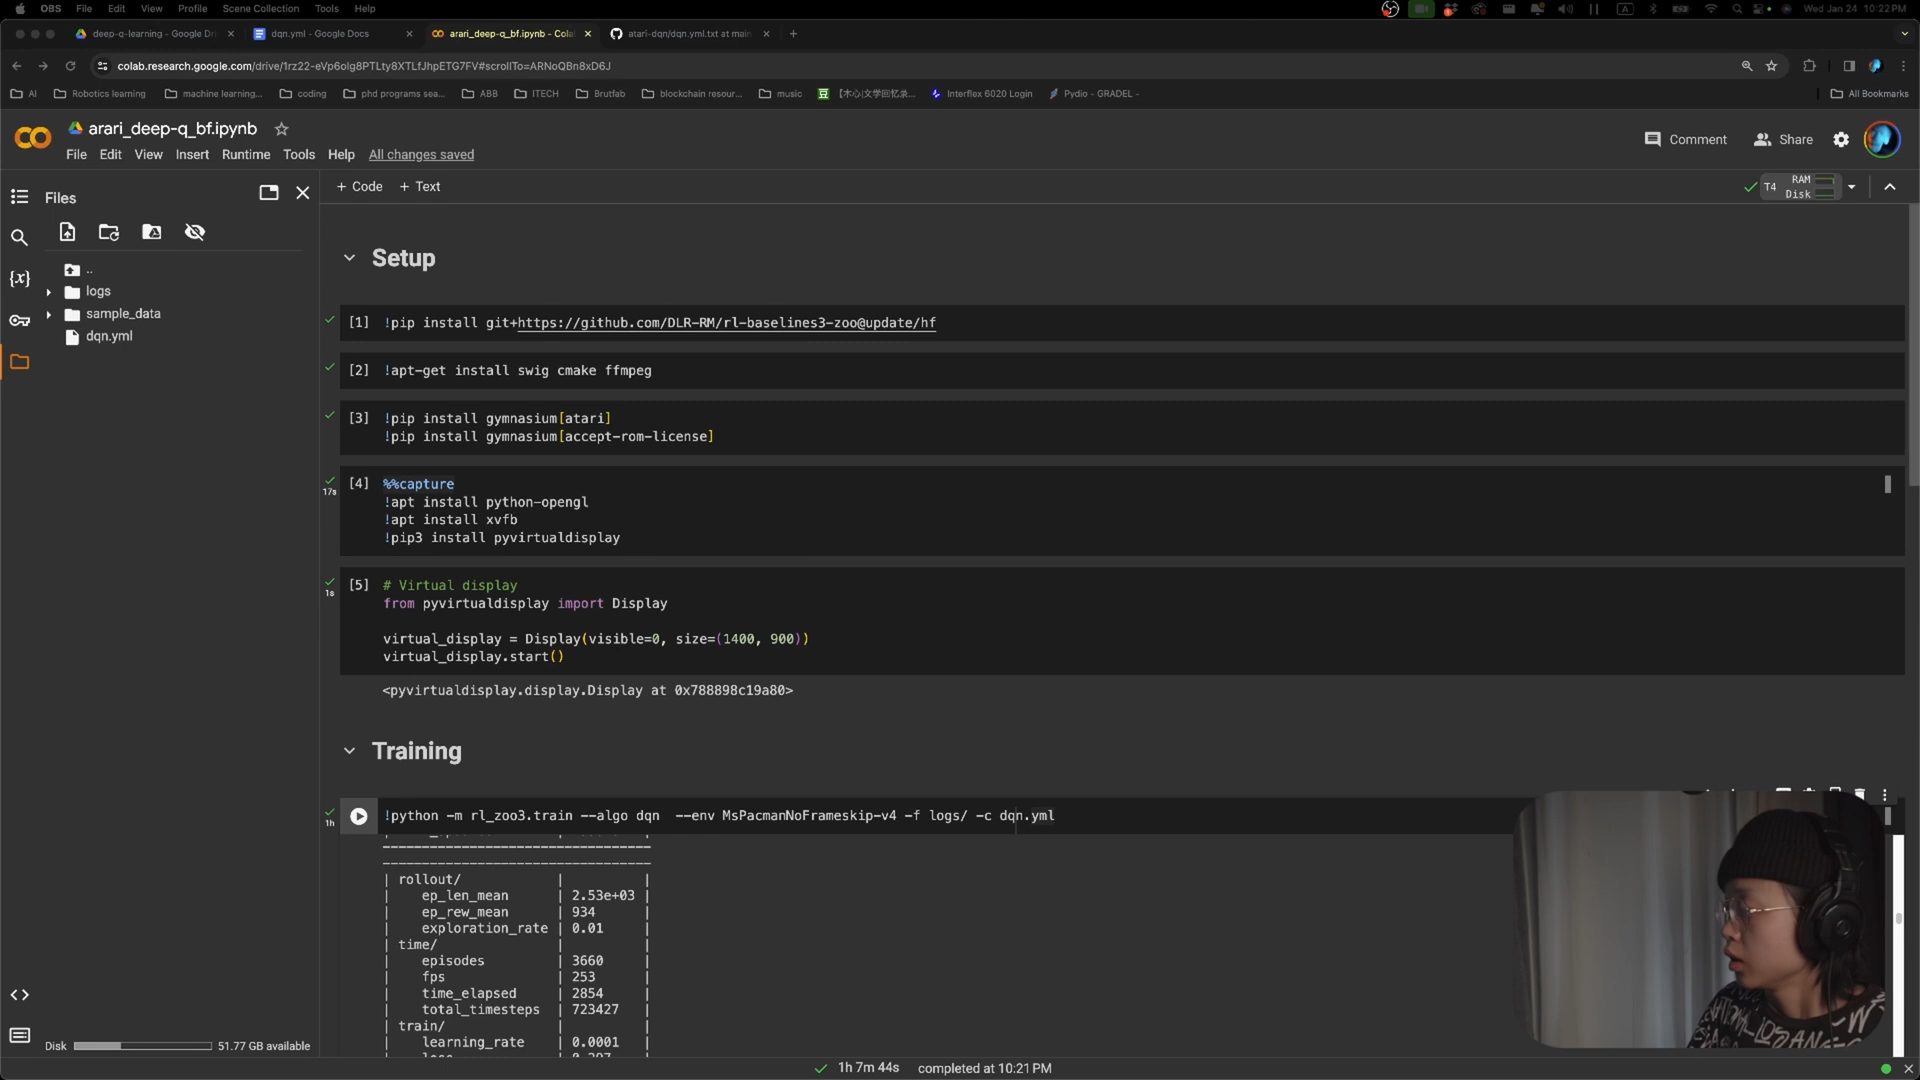 OBS File Edit View Profile Scene Collection Tools Help
Wed Jan 24 10:22 PM
deep-q-learning - Google Dri
dqn.yml - Google Docs
arari_deep-q_bf.ipynb - Cola
atari-dqn/dqn.yml.txt at main
colab.research.google.com/drive/1rz22-eVp6olg8PTLty8XTLfJhpETG7FV#scrollTo=ARNoQBn8xD6J
AI
Robotics learning
machine learning...
coding
phd programs sea...
ABB
ITECH
Brutfab
blockchain resour...
music
【木心|文学回忆录...
Interflex 6020 Login
Pydio - GRADEL -
All Bookmarks
arari_deep-q_bf.ipynb
File Edit View Insert Runtime Tools Help All changes saved
Comment
Share
Files
+ Code + Text
T4 RAM
Disk
..
logs
sample_data
dqn.yml
{x}
Setup
[1] !pip install git+https://github.com/DLR-RM/rl-baselines3-zoo@update/hf
[2] !apt-get install swig cmake ffmpeg
[3] !pip install gymnasium[atari]
!pip install gymnasium[accept-rom-license]
17s
[4] %%capture
!apt install python-opengl
!apt install xvfb
!pip3 install pyvirtualdisplay
1s
[5] # Virtual display
from pyvirtualdisplay import Display
virtual_display = Display(visible=0, size=(1400, 900))
virtual_display.start()
<pyvirtualdisplay.display.Display at 0x788898c19a80>
Training
1h
!python -m rl_zoo3.train --algo dqn  --env MsPacmanNoFrameskip-v4 -f logs/ -c dqn.yml
----------------------------------
----------------------------------
| rollout/ | |
| ep_len_mean | 2.53e+03 |
| ep_rew_mean | 934 |
| exploration_rate | 0.01 |
| time/ | |
| episodes | 3660 |
| fps | 253 |
| time_elapsed | 2854 |
| total_timesteps | 723427 |
| train/ | |
| learning_rate | 0.0001 |
Disk 51.77 GB available
1h 7m 44s completed at 10:21 PM